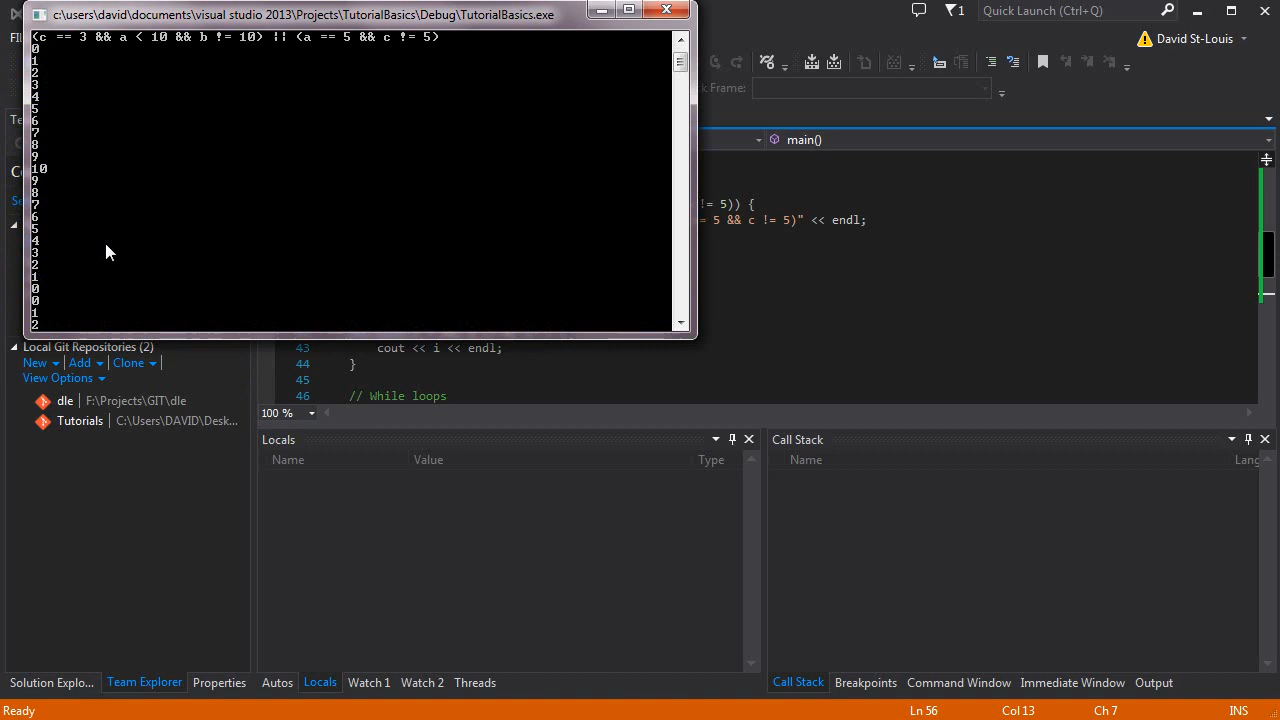 c:\users\david\documents\visual studio 2013\Projects\TutorialBasics\Debug\TutorialBasics.exe
Quick Launch (Ctrl+Q)
David St-Louis
(c == 3 && a < 10 && b != 10) || (a == 5 && c != 5)
0
1
2
3
4
5
6
7
8
9
10
9
8
7
6
5
4
3
2
1
0
0
1
2
k Frame:
main()
!= 5)) {
= 5 && c != 5)" << endl;
Local Git Repositories (2)
New Add Clone
View Options
dle F:\Projects\GIT\dle
Tutorials C:\Users\DAVID\Desk...
43 cout << i << endl;
44 }
45
46 // While loops
100 %
Locals
Name Value Type
Call Stack
Name Lang
Solution Explo... Team Explorer Properties
Autos Locals Watch 1 Watch 2 Threads
Call Stack Breakpoints Command Window Immediate Window Output
Ready Ln 56 Col 13 Ch 7 INS